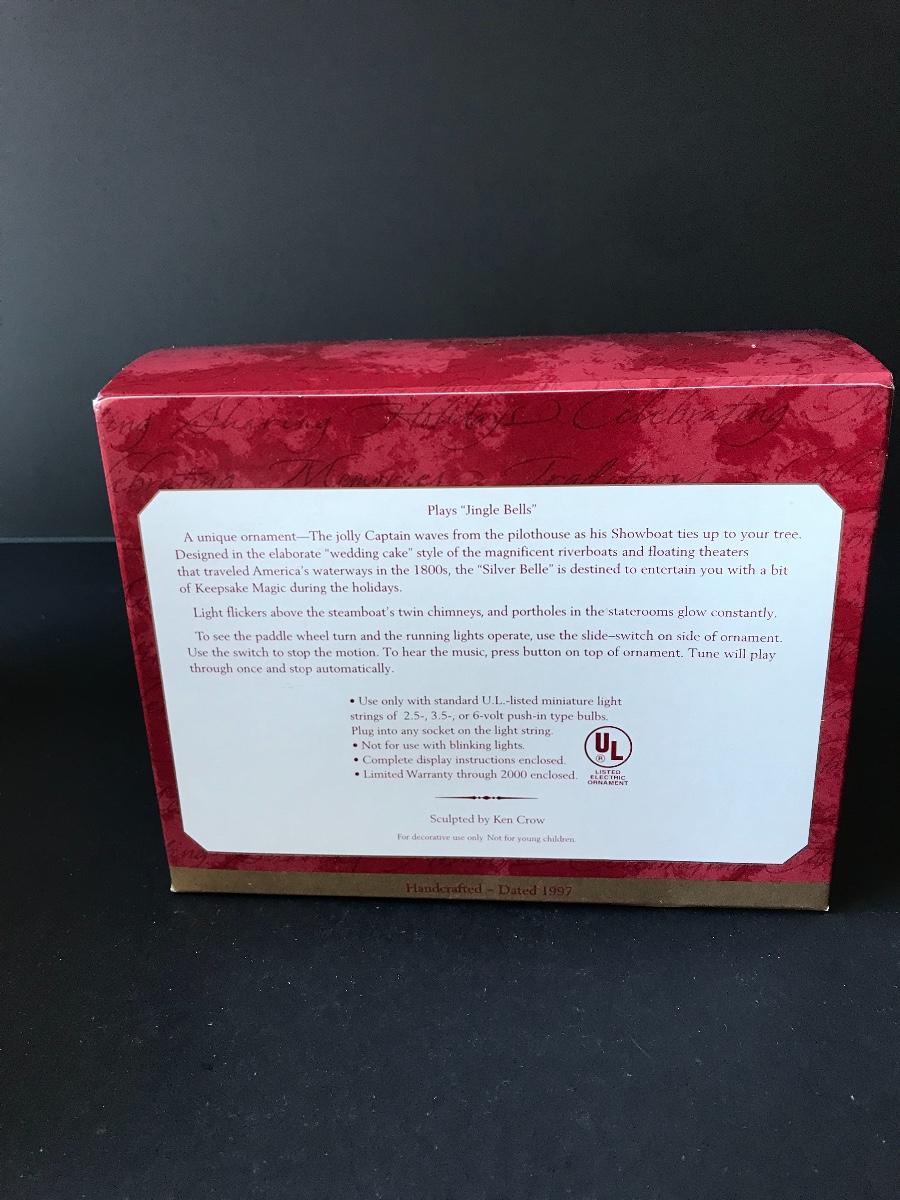 Sharing Holidays Celebrating
Memories Traditions
Plays “Jingle Bells”
A unique ornament—The jolly Captain waves from the pilothouse as his Showboat ties up to your tree.
Designed in the elaborate “wedding cake” style of the magnificent riverboats and floating theaters
that traveled America's waterways in the 1800s, the “Silver Belle” is destined to entertain you with a bit
of Keepsake Magic during the holidays.
Light flickers above the steamboat's twin chimneys, and portholes in the staterooms glow constantly.
To see the paddle wheel turn and the running lights operate, use the slide–switch on side of ornament.
Use the switch to stop the motion. To hear the music, press button on top of ornament. Tune will play
through once and stop automatically.
• Use only with standard U.L.-listed miniature light
strings of 2.5-, 3.5-, or 6-volt push-in type bulbs.
Plug into any socket on the light string.
• Not for use with blinking lights.
• Complete display instructions enclosed.
• Limited Warranty through 2000 enclosed.
UL
®
LISTED
ELECTRIC
ORNAMENT
Sculpted by Ken Crow
For decorative use only. Not for young children.
Handcrafted – Dated 1997